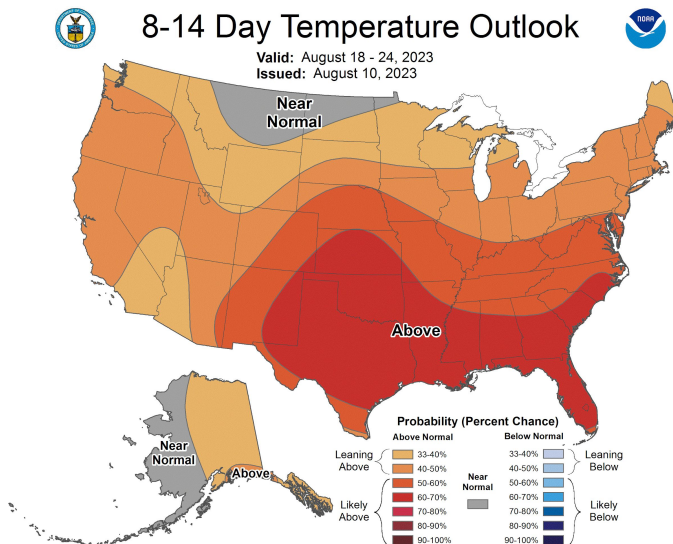 8-14 Day Temperature Outlook
NOAA
Valid: August 18 - 24, 2023
Issued: August 10, 2023
Near
Normal
Above
Near
Normal
Above
Probability (Percent Chance)
Above Normal
Below Normal
Leaning
Above
33-40%
40-50%
Likely
Above
50-60%
60-70%
70-80%
80-90%
90-100%
Near
Normal
33-40%
40-50%
Leaning
Below
50-60%
60-70%
70-80%
80-90%
90-100%
Likely
Below